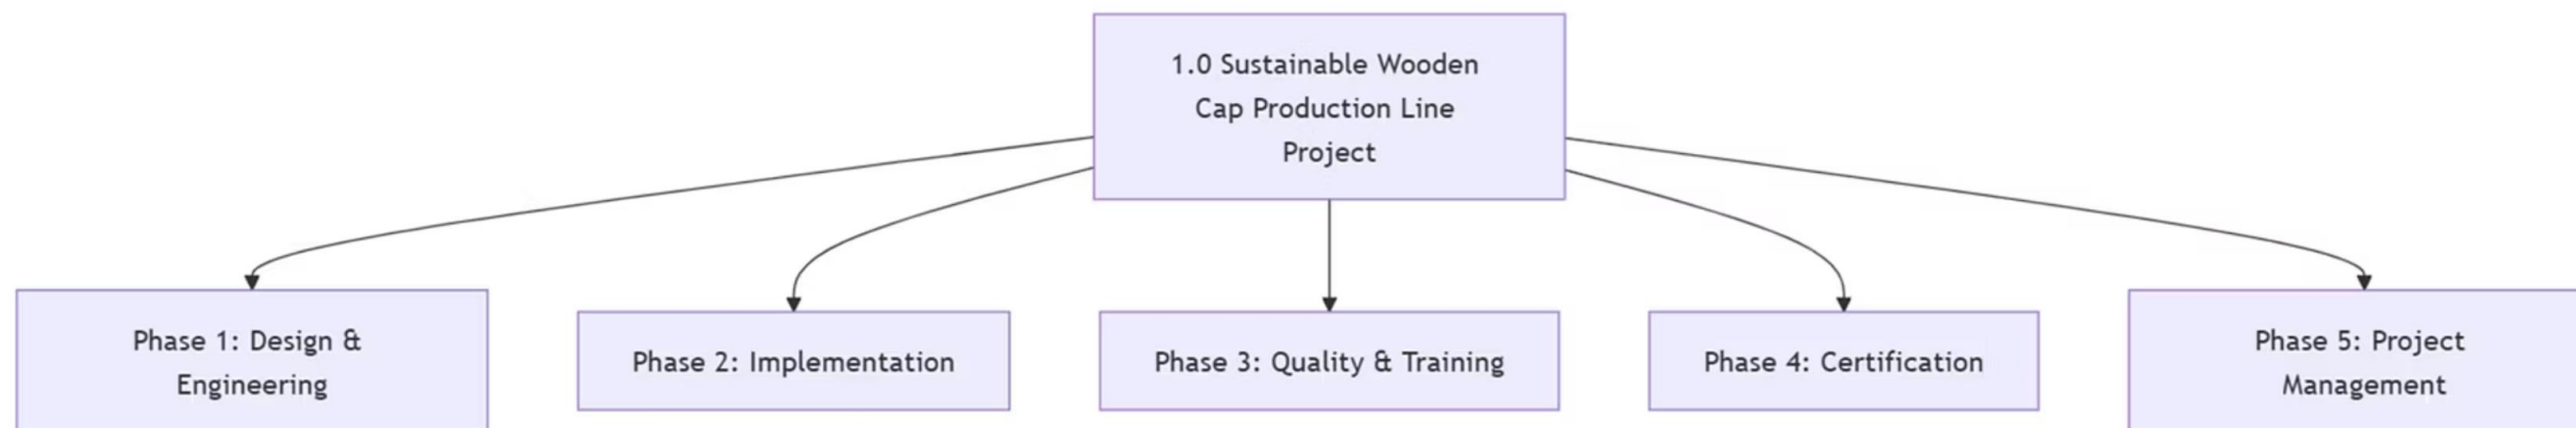 1.0 Sustainable Wooden
Cap Production Line
Project
Phase 1: Design &
Engineering
Phase 2: Implementation
Phase 3: Quality & Training
Phase 4: Certification
Phase 5: Project
Management